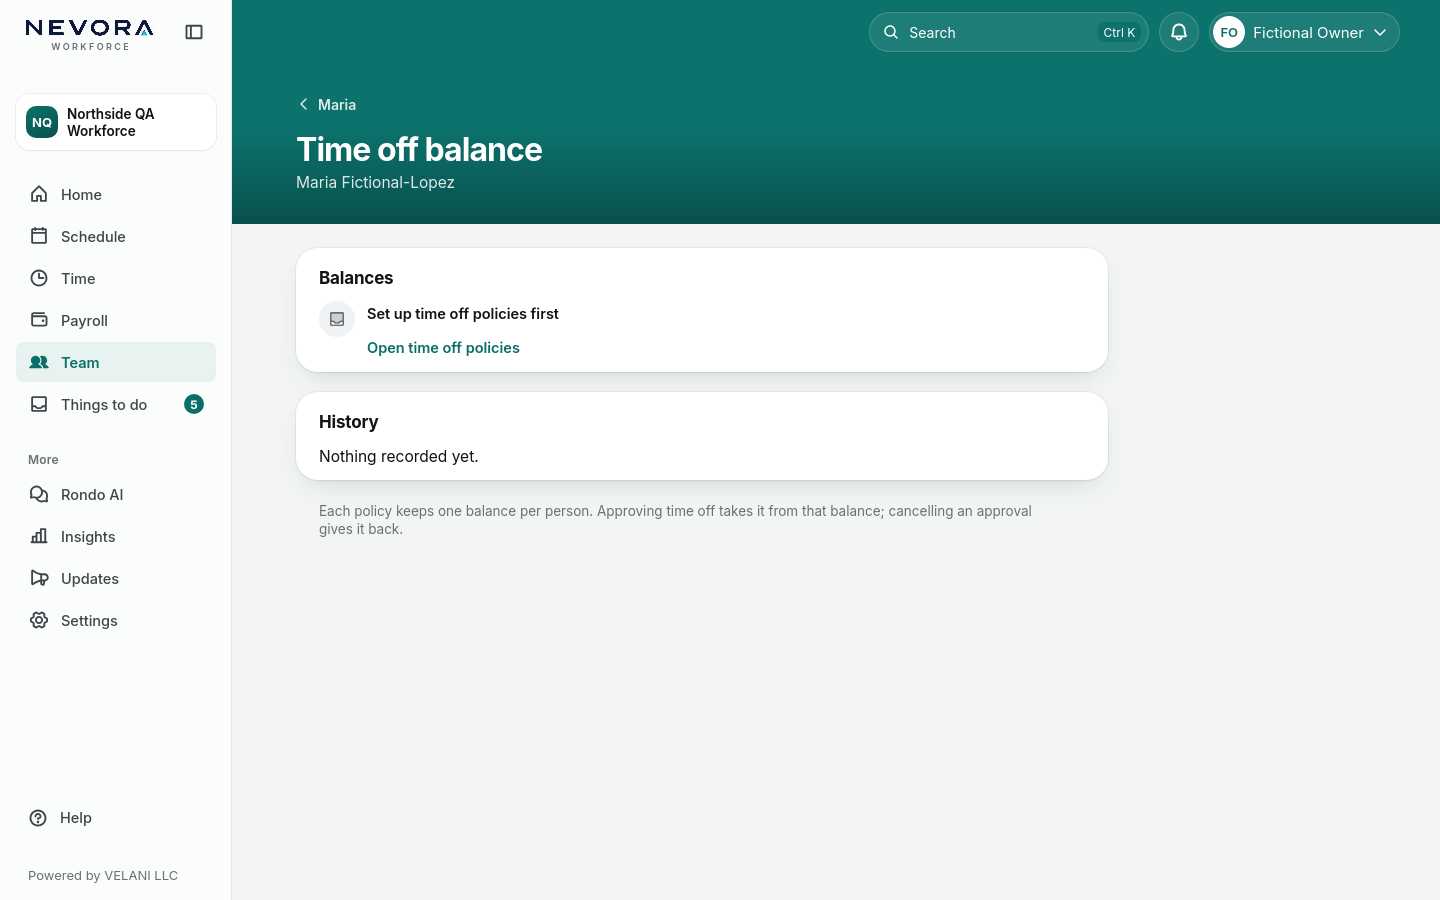 NEVORA
WORKFORCE
NQ
Northside QA
Workforce
Home
Schedule
Time
Payroll
Team
Things to do
5
More
Rondo AI
Insights
Updates
Settings
Help
Powered by VELANI LLC
Search
Ctrl K
FO
Fictional Owner
Maria
Time off balance
Maria Fictional-Lopez
Balances
Set up time off policies first
Open time off policies
History
Nothing recorded yet.
Each policy keeps one balance per person. Approving time off takes it from that balance; cancelling an approval
gives it back.